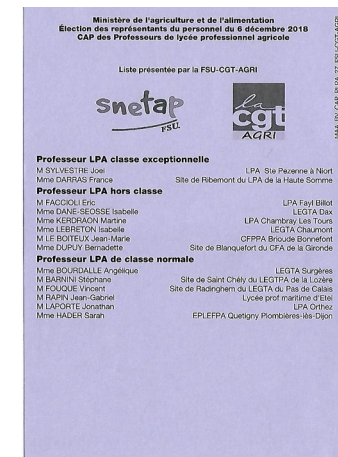 Ministère de l'agriculture et de l'alimentation
Élection des représentants du personnel du 6 décembre 2018
CAP des Professeurs de lycée professionnel agricole
Liste présentée par la FSU-CGT-AGRI
snetap
FSU.
la
cgt
AGRI
Professeur LPA classe exceptionnelle
M SYLVESTRE Joel LPA Ste Pezenne à Niort
Mme DARRAS France Site de Ribemont du LPA de la Haute Somme
Professeur LPA hors classe
M FACCIOLI Eric LPA Fayl Billot
Mme DANE-SEOSSE Isabelle LEGTA Dax
Mme KERDRAON Martine LPA Chambray Les Tours
Mme LEBRETON Isabelle LEGTA Chaumont
M LE BOITEUX Jean-Marie CFPPA Brioude Bonnefont
Mme DUPUY Bernadette Site de Blanquefort du CFA de la Gironde
Professeur LPA de classe normale
Mme BOURDALLE Angélique LEGTA Surgères
M BARNINI Stéphane Site de Saint Chély du LEGTPA de la Lozère
M FOUQUE Vincent Site de Radinghem du LEGTA du Pas de Calais
M RAPIN Jean-Gabriel Lycée prof maritime d'Etel
M LAPORTE Jonathan LPA Orthez
Mme HADER Sarah EPLEFPA Quetigny Plombières-lès-Dijon